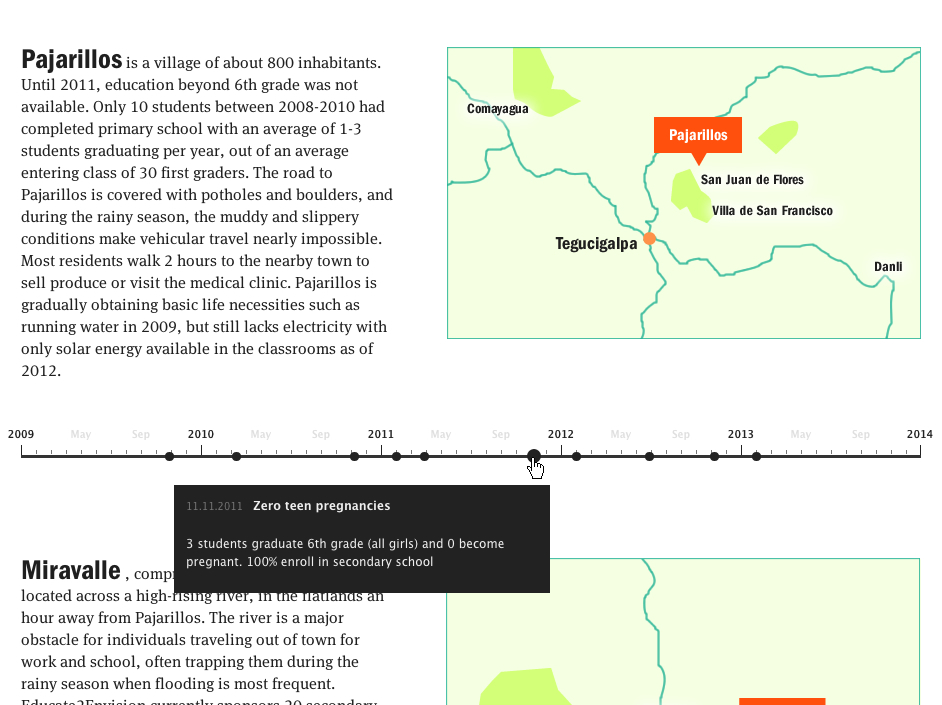 Pajarillos is a village of about 800 inhabitants.
Until 2011, education beyond 6th grade was not
available. Only 10 students between 2008-2010 had
completed primary school with an average of 1-3
students graduating per year, out of an average
entering class of 30 first graders. The road to
Pajarillos is covered with potholes and boulders, and
during the rainy season, the muddy and slippery
conditions make vehicular travel nearly impossible.
Most residents walk 2 hours to the nearby town to
sell produce or visit the medical clinic. Pajarillos is
gradually obtaining basic life necessities such as
running water in 2009, but still lacks electricity with
only solar energy available in the classrooms as of
2012.
Comayagua
Pajarillos
San Juan de Flores
Villa de San Francisco
Tegucigalpa
Danli
2009 May Sep 2010 May Sep 2011 May Sep 2012 May Sep 2013 May Sep 2014
11.11.2011 Zero teen pregnancies
3 students graduate 6th grade (all girls) and 0 become
pregnant. 100% enroll in secondary school
Miravalle ,
located across a high-rising river, in the flatlands an
hour away from Pajarillos. The river is a major
obstacle for individuals traveling out of town for
work and school, often trapping them during the
rainy season when flooding is most frequent.
Educate2Envision currently sponsors 20 secondary